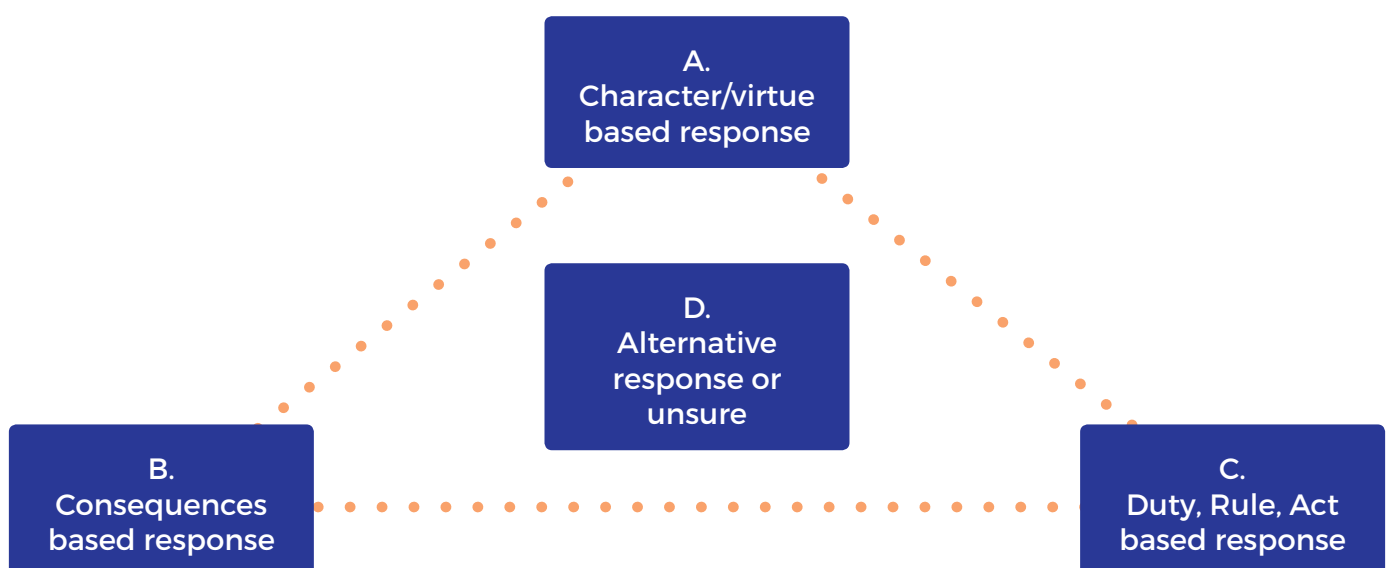 A.
Character/virtue
based response
D.
Alternative
response or
unsure
B.
Consequences
based response
C.
Duty, Rule, Act
based response